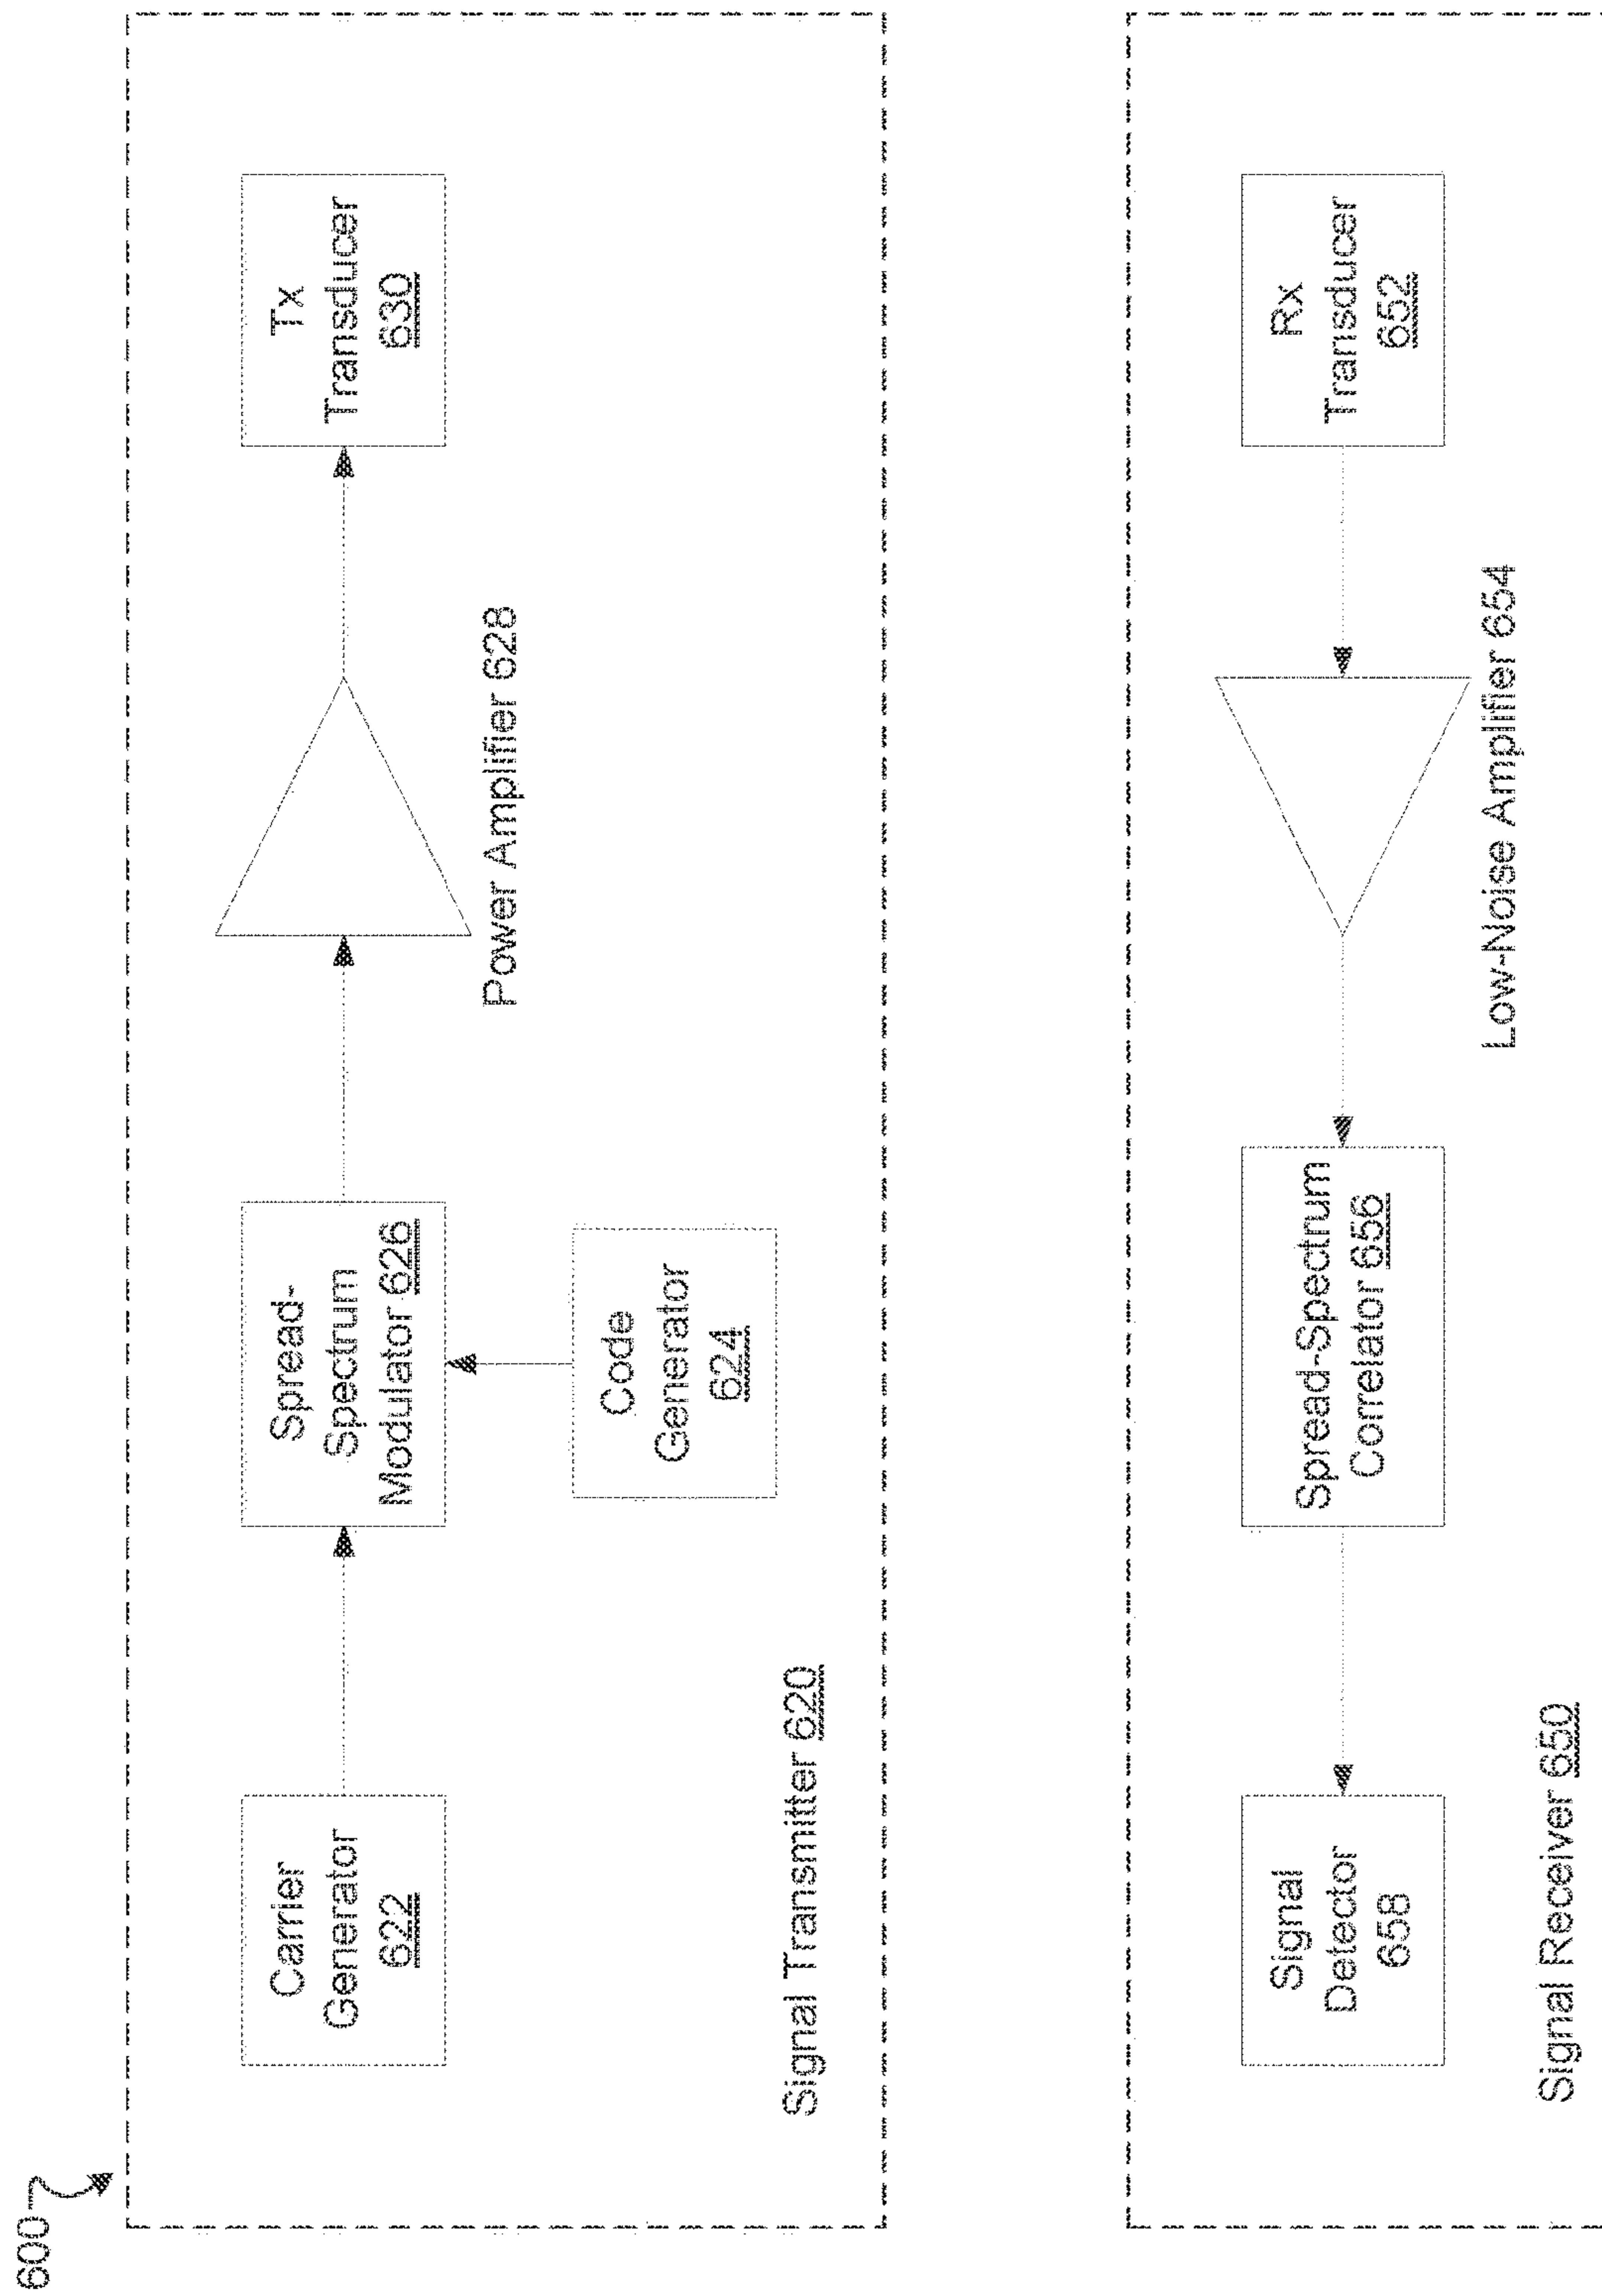 600
Carrier
Generator
622
Spread-
Spectrum
Modulator 626
Power Amplifier 628
Tx
Transducer
630
Code
Generator
624
Signal Transmitter 620
Signal
Detector
658
Spread-Spectrum
Correlator 656
Low-Noise Amplifier 654
Rx
Transducer
652
Signal Receiver 650